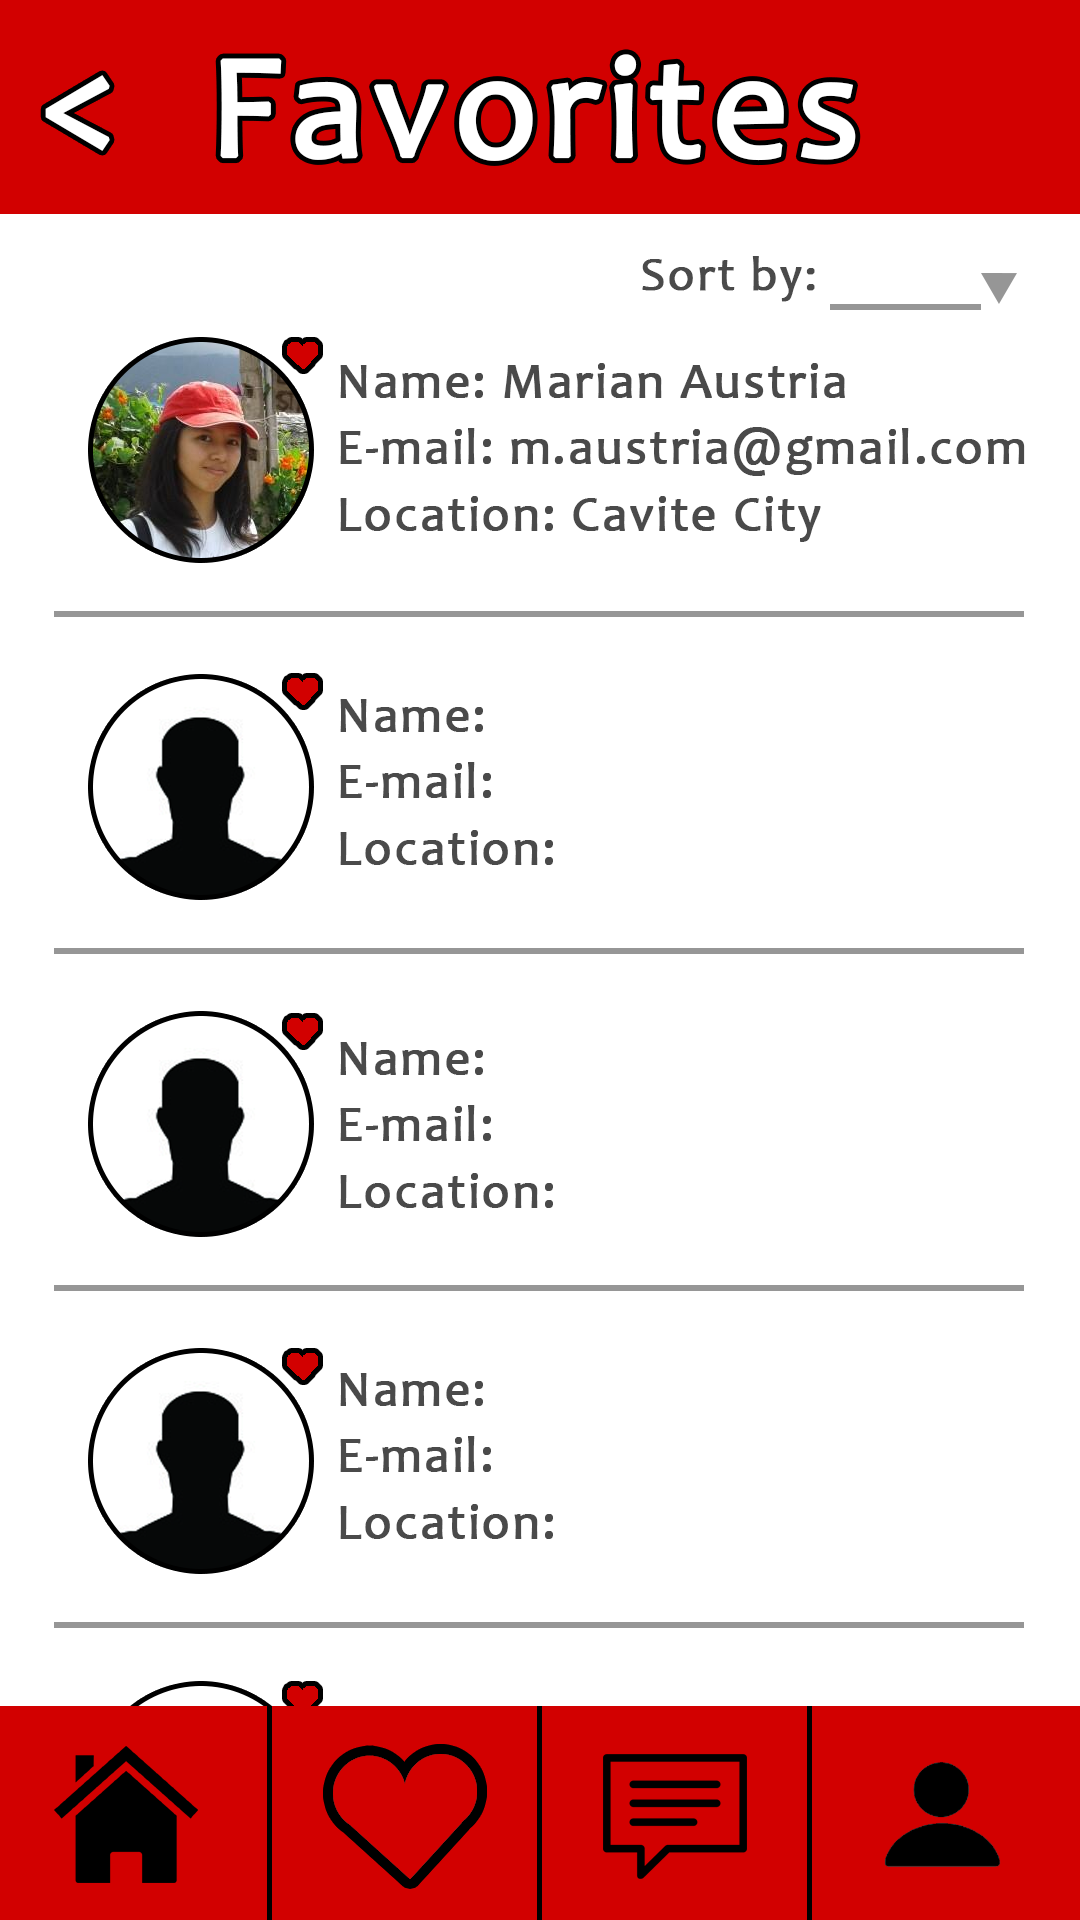 < Favorites
Sort by:
Name: Marian Austria
E-mail: m.austria@gmail.com
Location: Cavite City
Name:
E-mail:
Location:
Name:
E-mail:
Location:
Name:
E-mail:
Location: